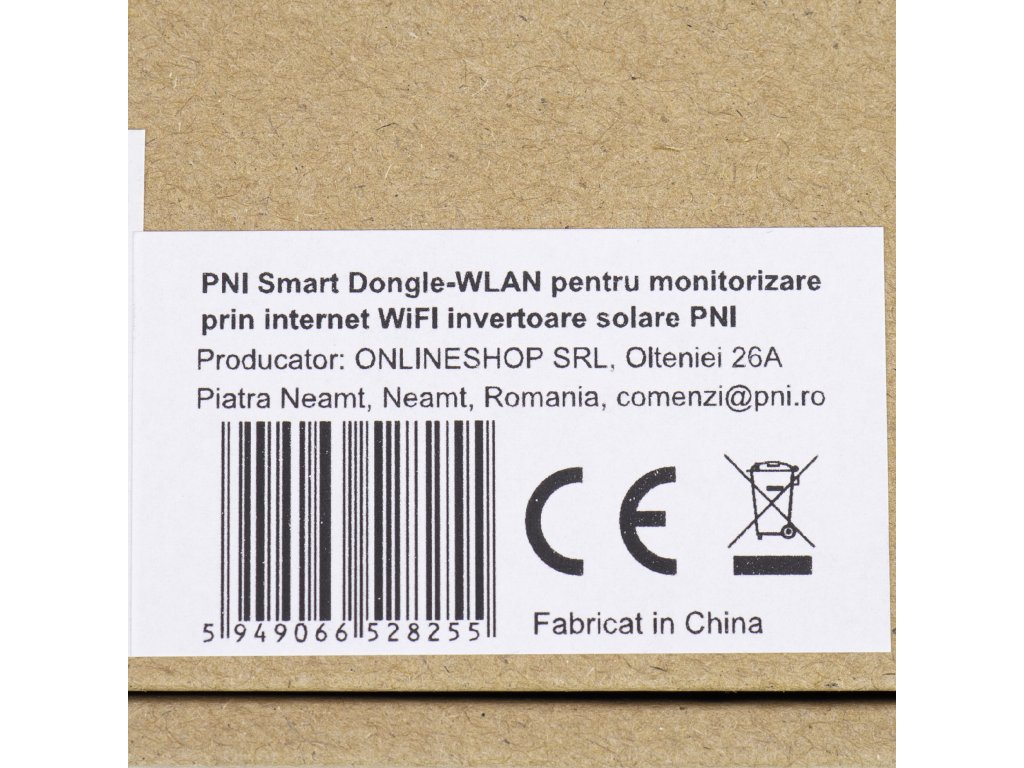 PNI Smart Dongle-WLAN pentru monitorizare
prin internet WiFI invertoare solare PNI
Producator: ONLINESHOP SRL, Olteniei 26A
Piatra Neamt, Neamt, Romania, comenzi@pni.ro
CE
5 949066 528255
Fabricat in China